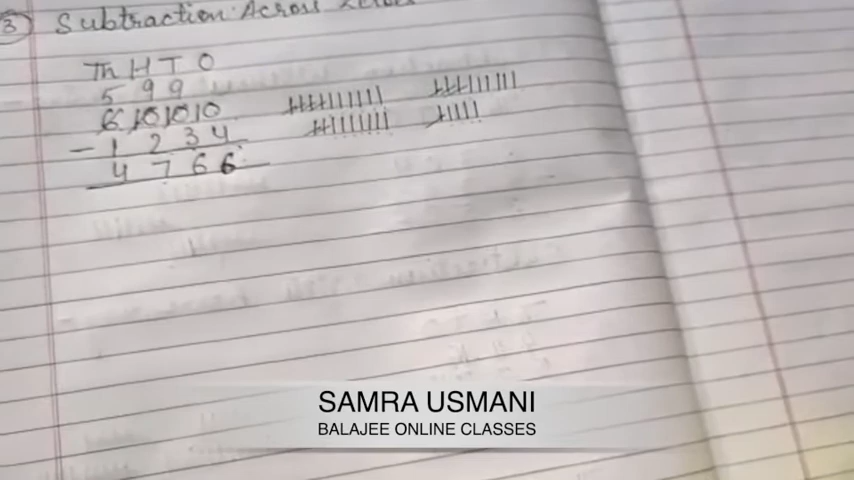 3 Subtraction Across Zeros
Th H T O
5 9 9
6 10 10 10
- 1 2 3 4
4 7 6 6
SAMRA USMANI
BALAJEE ONLINE CLASSES